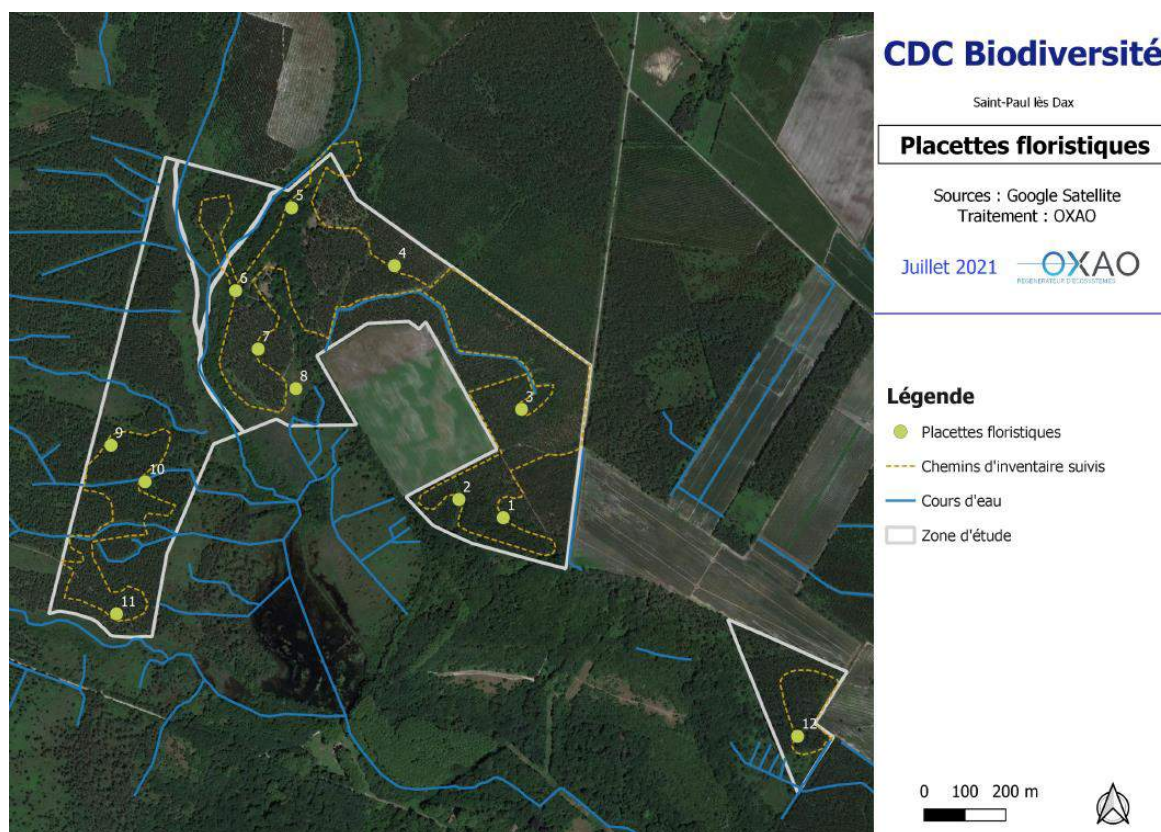 CDC Biodiversité
Saint-Paul lès Dax
Placettes floristiques
Sources : Google Satellite
Traitement : OXAO
Juillet 2021
OXAO
RÉGÉNÉRATEUR D'ÉCOSYSTÈMES
Légende
Placettes floristiques
Chemins d'inventaire suivis
Cours d'eau
Zone d'étude
0 100 200 m
5
4
6
7
8
3
9
10
2
1
11
12